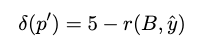 δ(p′) = 5 − r(B, ŷ)